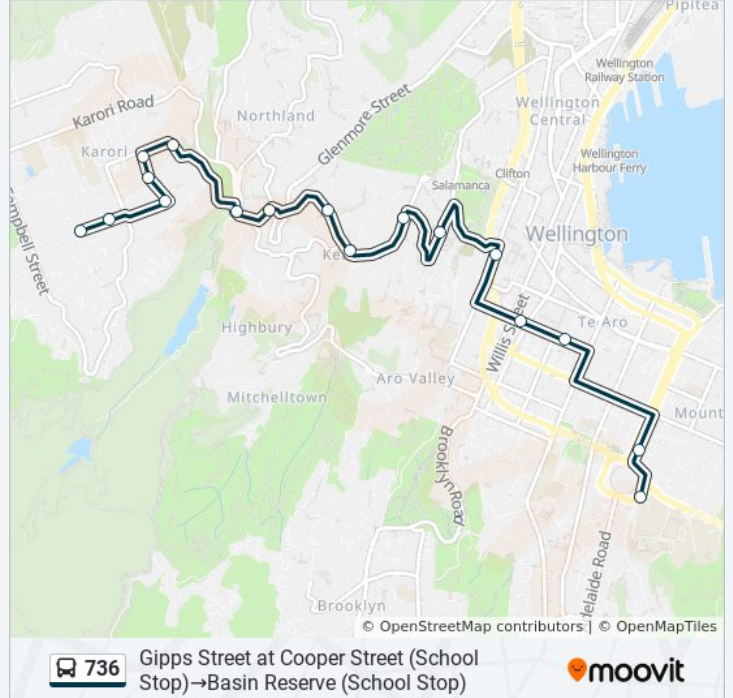 Pipitea
Wellington
Railway Station
Karori Road
Northland
Glenmore Street
Wellington
Central
Karori
Wellington
Harbour Ferry
Salamanca
Clifton
Campbell Street
Wellington
Ke
Highbury
Willis Street
Te Aro
Aro Valley
Mitchelltown
Mount
Brooklyn Road
delaide Road
Brooklyn
© OpenStreetMap contributors | © OpenMapTiles
736
Gipps Street at Cooper Street (School
Stop)→Basin Reserve (School Stop)
moovit